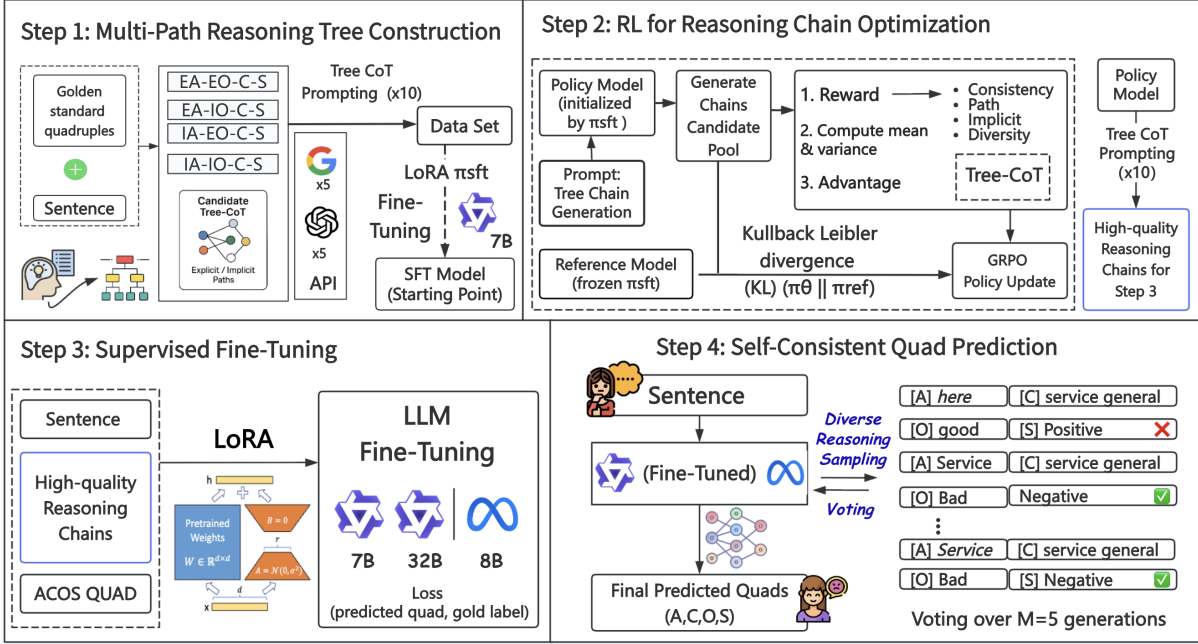 Step 1: Multi-Path Reasoning Tree Construction
Golden
standard
quadruples
Sentence
EA-EO-C-S
EA-IO-C-S
IA-EO-C-S
IA-IO-C-S
Candidate
Tree-CoT
Explicit / Implicit
Paths
x5
x5
API
Tree CoT
Prompting (x10)
Data Set
LoRA πsft
Fine-
Tuning
7B
SFT Model
(Starting Point)
Step 2: RL for Reasoning Chain Optimization
Policy Model
(initialized
by πsft )
Prompt:
Tree Chain
Generation
Generate
Chains
Candidate
Pool
1. Reward
2. Compute mean
& variance
3. Advantage
• Consistency
• Path
• Implicit
• Diversity
Tree-CoT
Reference Model
(frozen πsft)
Kullback Leibler
divergence
(KL) (πθ || πref)
GRPO
Policy Update
Policy
Model
Tree CoT
Prompting
(x10)
High-quality
Reasoning
Chains for
Step 3
Step 3: Supervised Fine-Tuning
Sentence
High-quality
Reasoning
Chains
ACOS QUAD
LoRA
h
Pretrained
Weights
W ∈ ℝ^{d×d}
B = 0
r
A = 𝒩(0, σ²)
d
x
LLM
Fine-Tuning
7B
32B
8B
Loss
(predicted quad, gold label)
Step 4: Self-Consistent Quad Prediction
Sentence
(Fine-Tuned)
Final Predicted Quads
(A,C,O,S)
Diverse
Reasoning
Sampling
Voting
[A] here
[C] service general
[O] good
[S] Positive
[A] Service
[C] service general
[O] Bad
Negative
[A] Service
[C] service general
[O] Bad
[S] Negative
Voting over M=5 generations